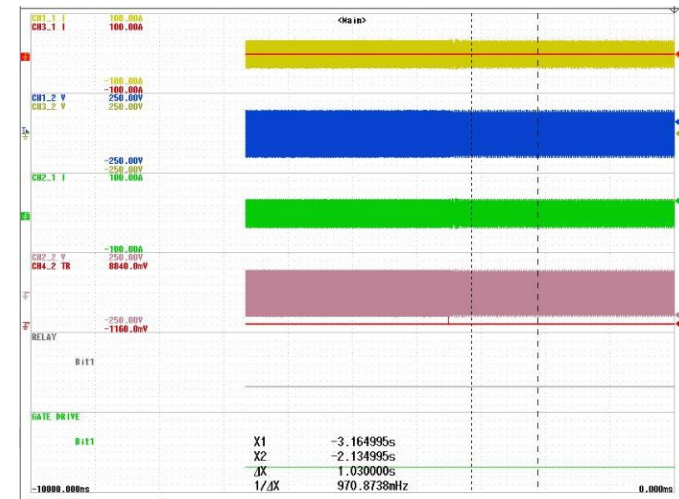 CH1_1 I 100.00A <Main>
CH3_1 I 100.00A
-100.00A
-100.00A
CH1_2 V 250.00V
CH3_2 V 250.00V
-250.00V
-250.00V
CH2_1 I 100.00A
-100.00A
CH2_2 V 250.00V
CH4_2 TR 8840.0mV
-250.00V
-1160.0mV
RELAY
Bit1
GATE DRIVE
Bit1
X1 -3.164995s
X2 -2.134995s
ΔX 1.030000s
1/ΔX 970.8738mHz
-10000.000ms 0.000ms